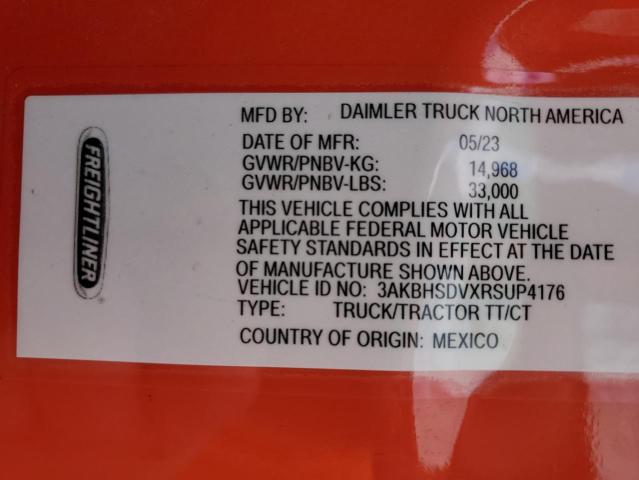 FREIGHTLINER
MFD BY: DAIMLER TRUCK NORTH AMERICA
DATE OF MFR: 05/23
GVWR/PNBV-KG: 14,968
GVWR/PNBV-LBS: 33,000
THIS VEHICLE COMPLIES WITH ALL
APPLICABLE FEDERAL MOTOR VEHICLE
SAFETY STANDARDS IN EFFECT AT THE DATE
OF MANUFACTURE SHOWN ABOVE.
VEHICLE ID NO: 3AKBHSDVXRSUP4176
TYPE: TRUCK/TRACTOR TT/CT
COUNTRY OF ORIGIN: MEXICO